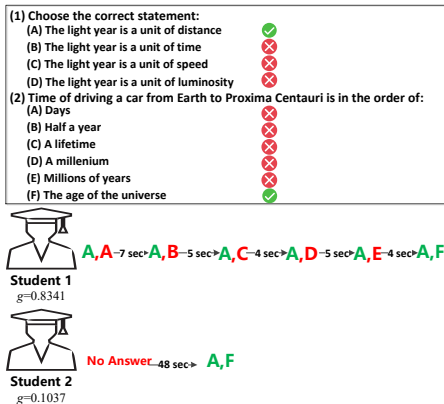 (1) Choose the correct statement:
(A) The light year is a unit of distance
(B) The light year is a unit of time
(C) The light year is a unit of speed
(D) The light year is a unit of luminosity
(2) Time of driving a car from Earth to Proxima Centauri is in the order of:
(A) Days
(B) Half a year
(C) A lifetime
(D) A millenium
(E) Millions of years
(F) The age of the universe
A,A 7 sec A,B 5 sec A,C 4 sec A,D 5 sec A,E 4 sec A,F
Student 1
g=0.8341
No Answer 48 sec A,F
Student 2
g=0.1037